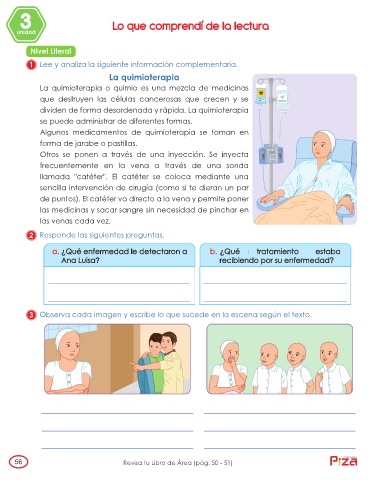 3
unidad
Lo que comprendí de la lectura
Nivel Literal
1 Lee y analiza la siguiente información complementaria.
La quimioterapia
La quimioterapia o quimio es una mezcla de medicinas
que destruyen las células cancerosas que crecen y se
dividen de forma desordenada y rápida. La quimioterapia
se puede administrar de diferentes formas.
Algunos medicamentos de quimioterapia se toman en
forma de jarabe o pastillas.
Otros se ponen a través de una inyección. Se inyecta
frecuentemente en la vena a través de una sonda
llamada "catéter". El catéter se coloca mediante una
sencilla intervención de cirugía (como si te dieran un par
de puntos). El catéter va directo a la vena y permite poner
las medicinas y sacar sangre sin necesidad de pinchar en
las venas cada vez.
2 Responde las siguientes preguntas.
a. ¿Qué enfermedad le detectaron a
Ana Luisa?
b. ¿Qué tratamiento estaba
recibiendo por su enfermedad?
3 Observa cada imagen y escribe lo que sucede en la escena según el texto.
56
Revisa tu Libro de Área (pág. 50 - 51)
Piza